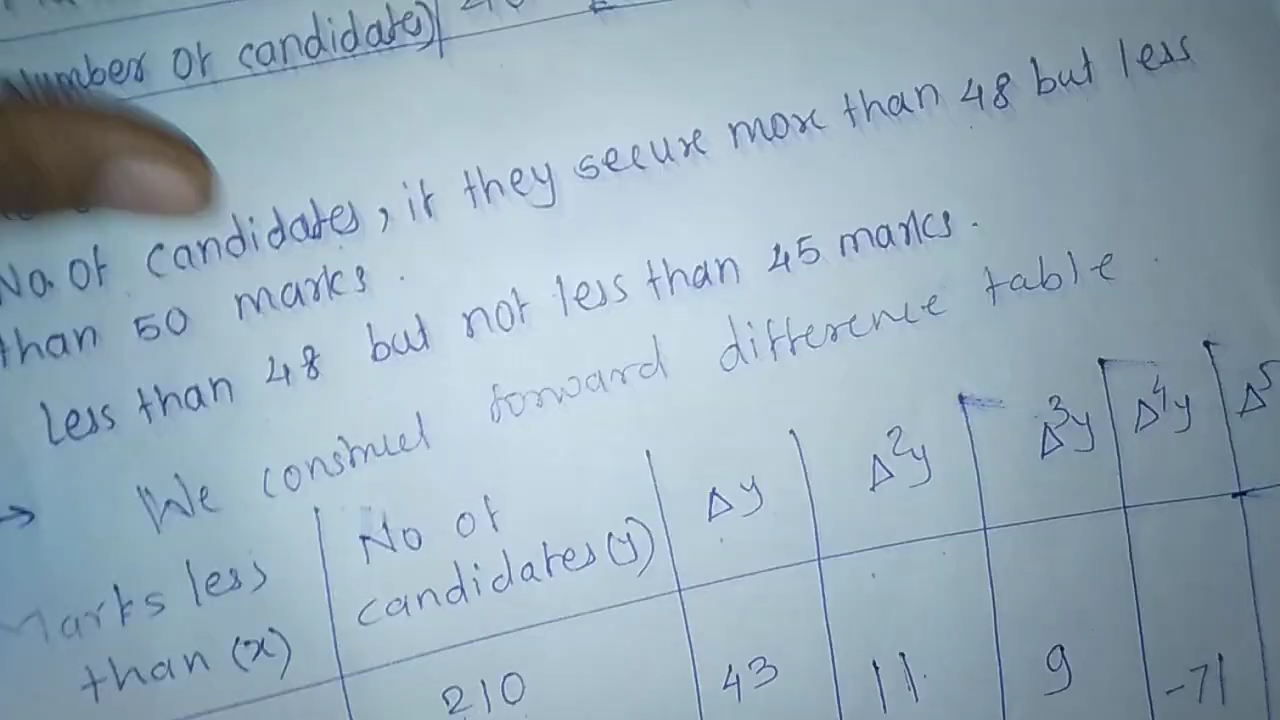 Number of candidates
No. of candidates, if they secure more than 48 but less
than 50 marks.
less than 48 but not less than 45 marks.
→ We construct forward difference table.
Marks less than (x) | No of candidates (y) | Δy | Δ²y | Δ³y | Δ⁴y | Δ⁵
210 | 43 | 11 | 9 | -71